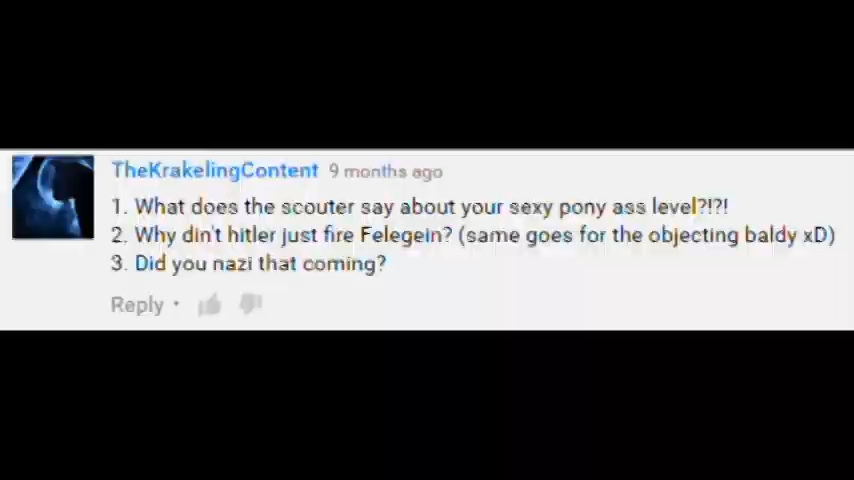 TheKrakelingContent 9 months ago
1. What does the scouter say about your sexy pony ass level?!?!
2. Why din't hitler just fire Felegein? (same goes for the objecting baldy xD)
3. Did you nazi that coming?
Reply •